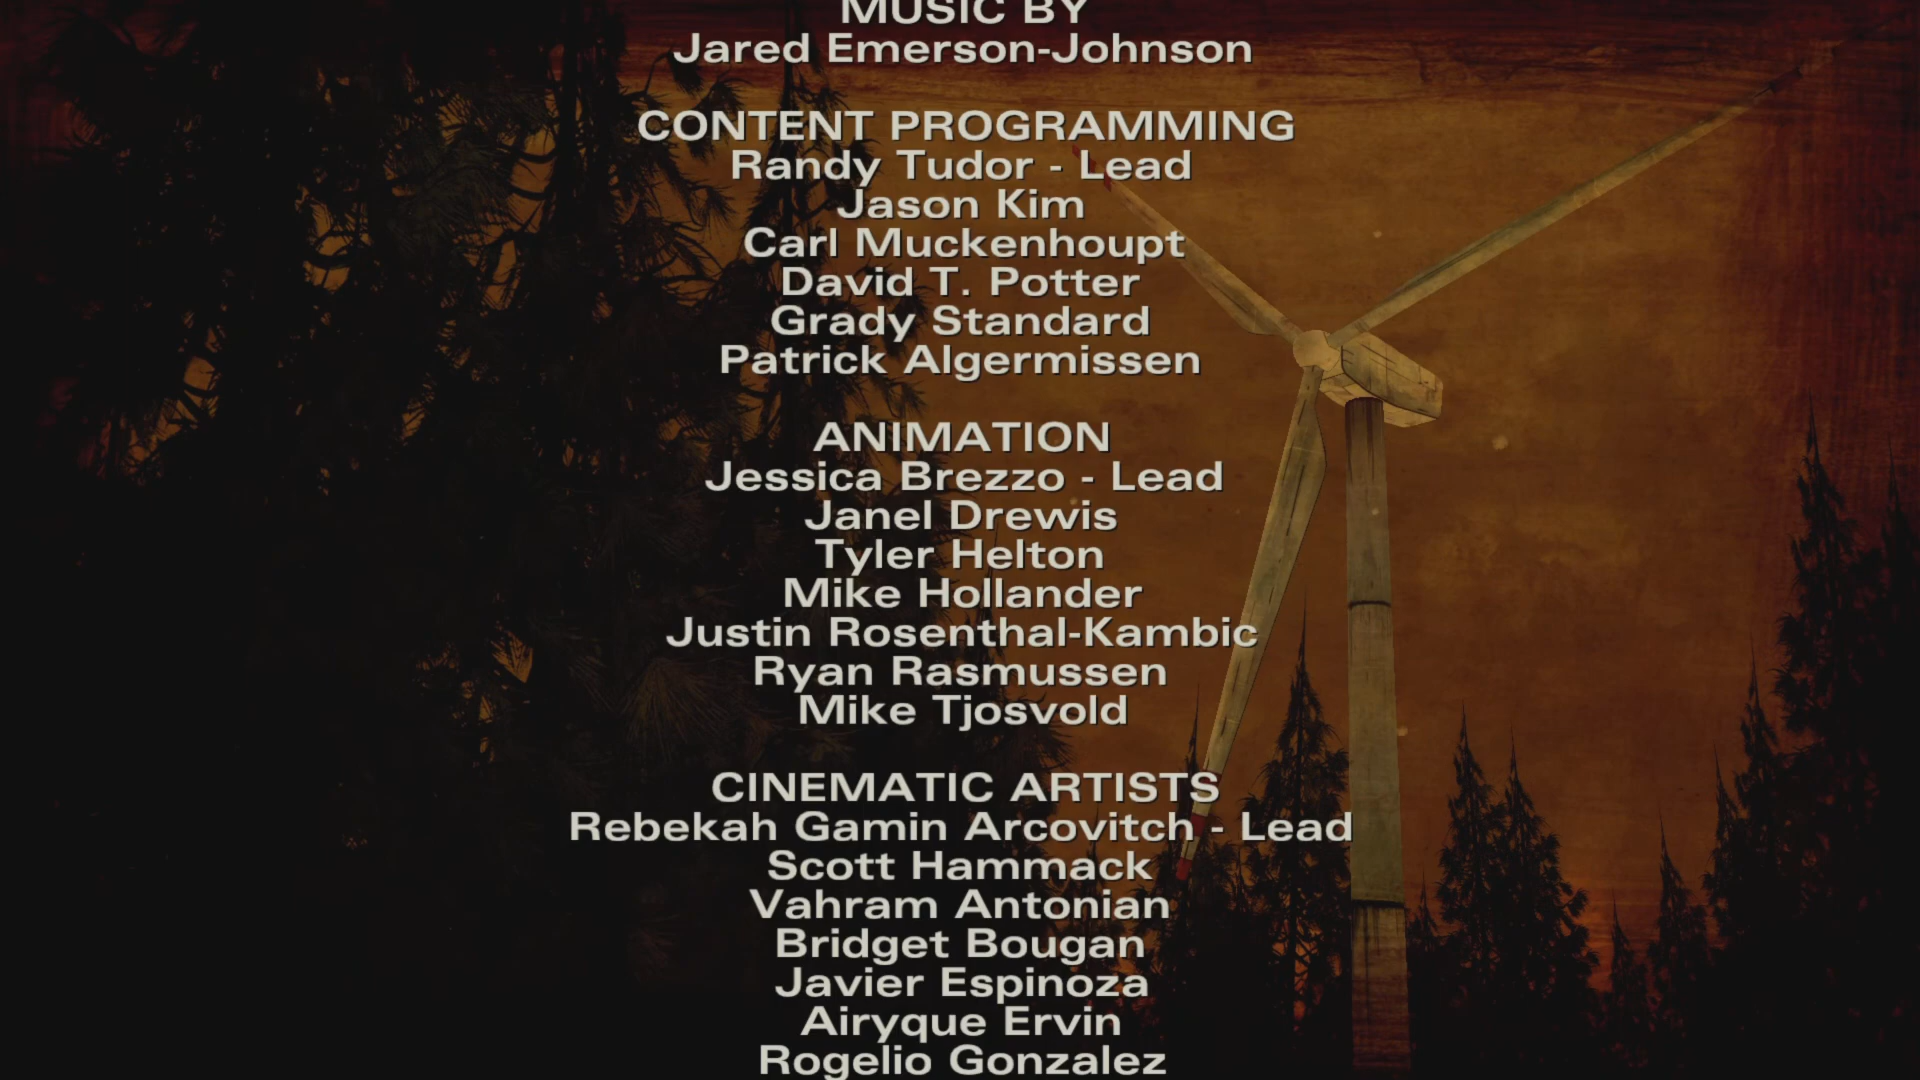 MUSIC BY
Jared Emerson-Johnson
CONTENT PROGRAMMING
Randy Tudor - Lead
Jason Kim
Carl Muckenhoupt
David T. Potter
Grady Standard
Patrick Algermissen
ANIMATION
Jessica Brezzo - Lead
Janel Drewis
Tyler Helton
Mike Hollander
Justin Rosenthal-Kambic
Ryan Rasmussen
Mike Tjosvold
CINEMATIC ARTISTS
Rebekah Gamin Arcovitch - Lead
Scott Hammack
Vahram Antonian
Bridget Bougan
Javier Espinoza
Airyque Ervin
Rogelio Gonzalez